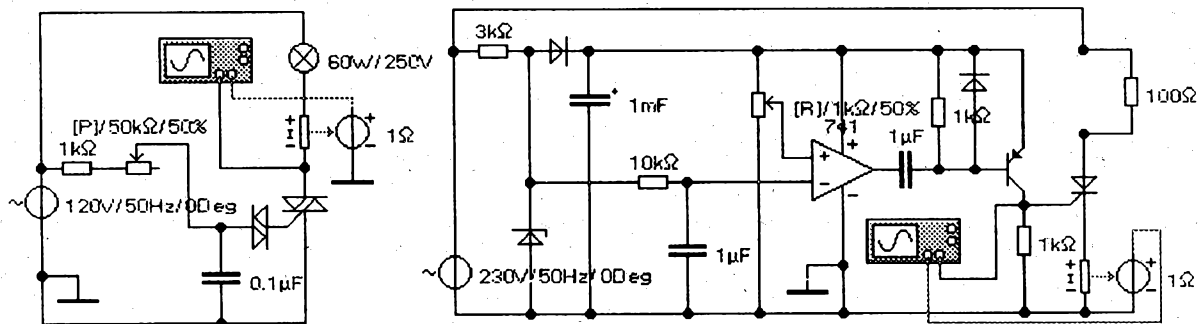 60W/250V
[P]/50kΩ/50%
1kΩ
1Ω
120V/50Hz/0Deg
0.1µF
3kΩ
1mF
[R]/1kΩ/50%
741
1kΩ
100Ω
10kΩ
1µF
1µF
230V/50Hz/0Deg
1kΩ
1Ω